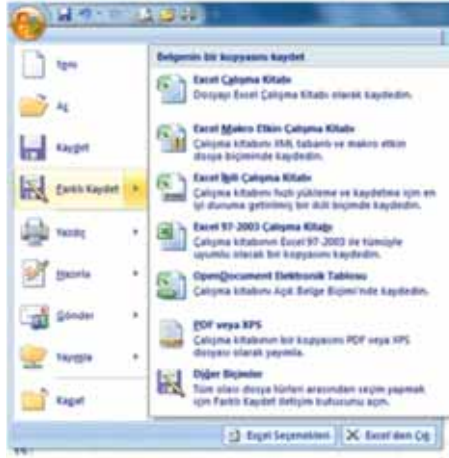 Yeni
Aç
Kaydet
Farklı Kaydet
Yazdır
Hazırla
Gönder
Yayımla
Kapat
Belgenin bir kopyasını kaydet
Excel Çalışma Kitabı
Dosyayı Excel Çalışma Kitabı olarak kaydedin.
Excel Makro Etkin Çalışma Kitabı
Çalışma kitabını XML tabanlı ve makro etkin
dosya biçiminde kaydedin.
Excel İkili Çalışma Kitabı
Çalışma kitabını hızlı yükleme ve kaydetme için en
iyi duruma getirilmiş bir ikili biçimde kaydedin.
Excel 97-2003 Çalışma Kitabı
Çalışma kitabının Excel 97-2003 ile tümüyle
uyumlu olacak bir kopyasını kaydedin.
OpenDocument Elektronik Tablosu
Çalışma kitabını Açık Belge Biçimi'nde kaydedin.
PDF veya XPS
Çalışma kitabının bir kopyasını PDF veya XPS
dosyası olarak yayımla.
Diğer Biçimler
Tüm olası dosya türleri arasından seçim yapmak
için Farklı Kaydet iletişim kutusunu açın.
Excel Seçenekleri
Excel'den Çık